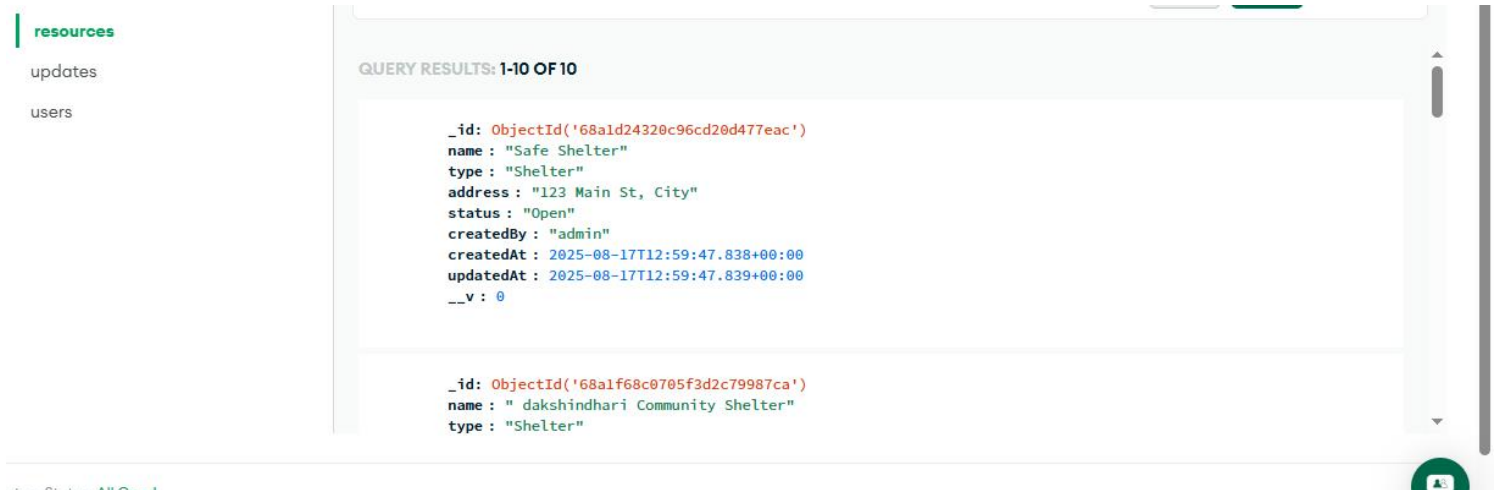 resources
updates
users
QUERY RESULTS: 1-10 OF 10
_id: ObjectId('68a1d24320c96cd20d477eac')
name : "Safe Shelter"
type : "Shelter"
address : "123 Main St, City"
status : "Open"
createdBy : "admin"
createdAt : 2025-08-17T12:59:47.838+00:00
updatedAt : 2025-08-17T12:59:47.839+00:00
__v : 0
_id: ObjectId('68a1f68c0705f3d2c79987ca')
name : " dakshindhari Community Shelter"
type : "Shelter"